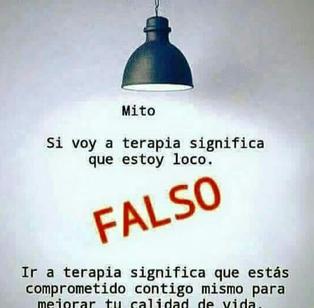 Mito
Si voy a terapia significa
que estoy loco.
FALSO
Ir a terapia significa que estás
comprometido contigo mismo para
mejorar tu calidad de vida.